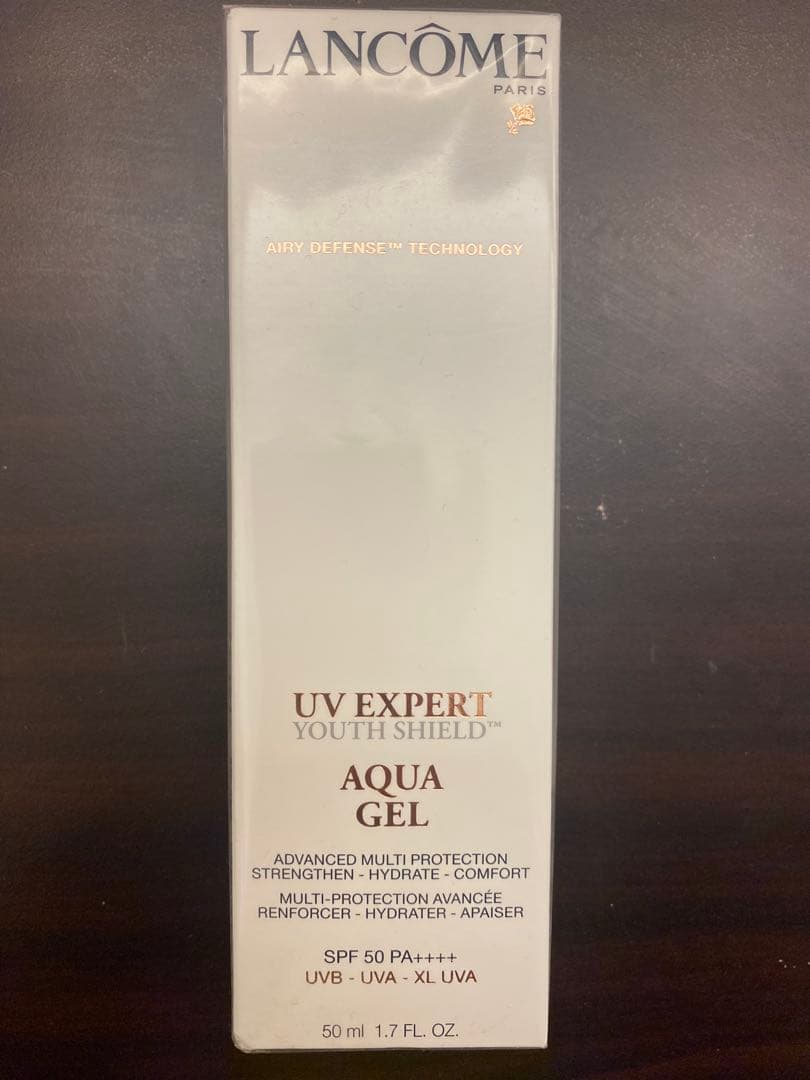 LANCÔME
PARIS
AIRY DEFENSE™ TECHNOLOGY
UV EXPERT
YOUTH SHIELD™
AQUA
GEL
ADVANCED MULTI PROTECTION
STRENGTHEN - HYDRATE - COMFORT
MULTI-PROTECTION AVANCÉE
RENFORCER - HYDRATER - APAISER
SPF 50 PA++++
UVB - UVA - XL UVA
50 ml 1.7 FL. OZ.